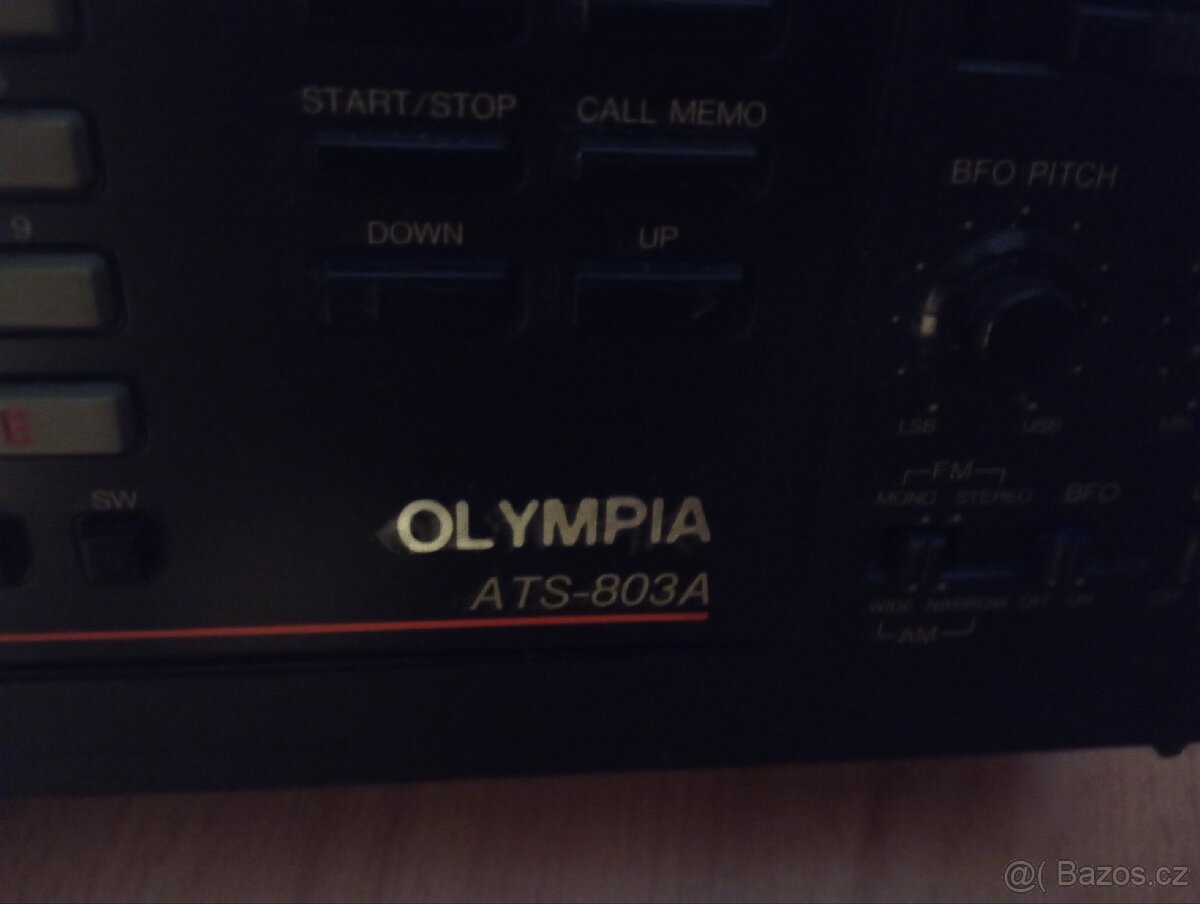 START/STOP CALL MEMO
BFO PITCH
9
DOWN UP
E
LSB USB
SW
FM
MONO STEREO BFO
OLYMPIA
ATS-803A
WIDE NARROW OFF ON
AM
@( Bazos.cz